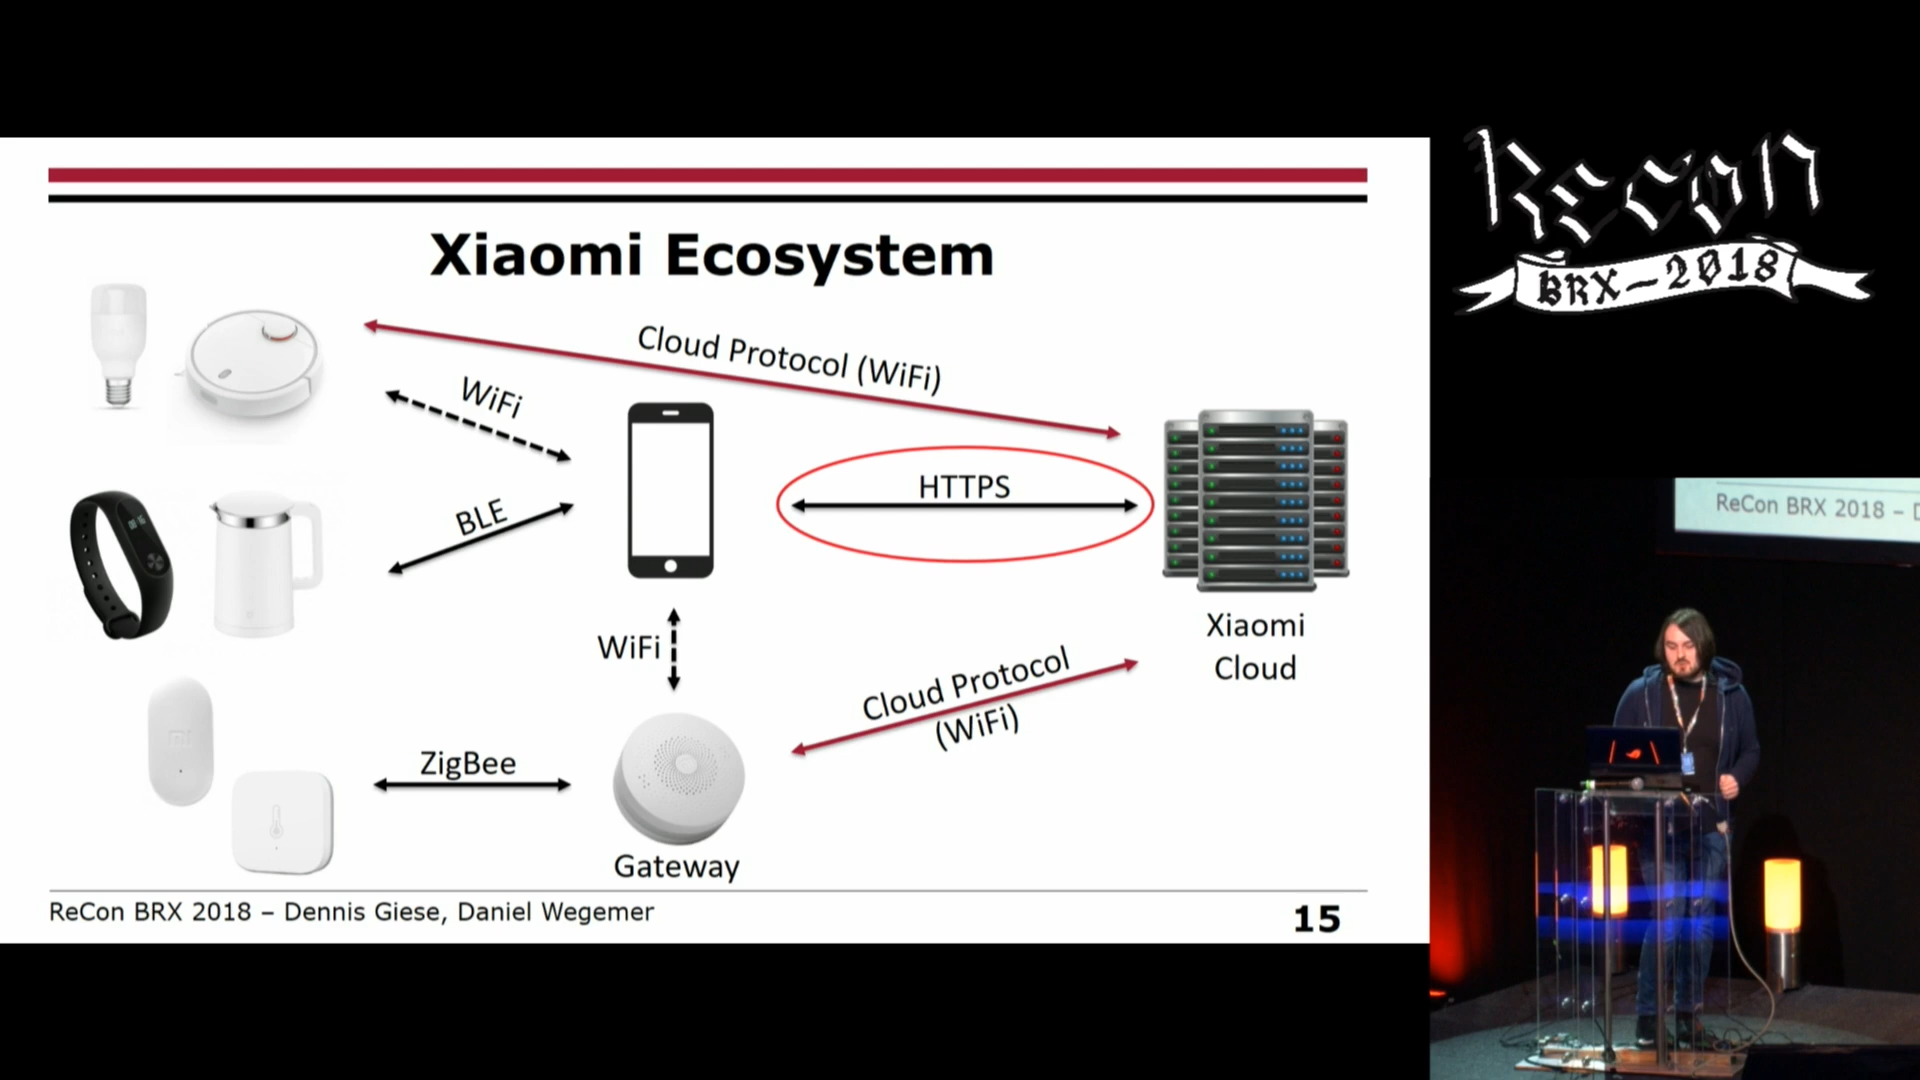 Xiaomi Ecosystem
Cloud Protocol (WiFi)
WiFi
HTTPS
BLE
WiFi
Xiaomi
Cloud
Cloud Protocol
(WiFi)
ZigBee
Gateway
ReCon BRX 2018 – Dennis Giese, Daniel Wegemer
15
Recon
BRX-2018
ReCon BRX 2018 –